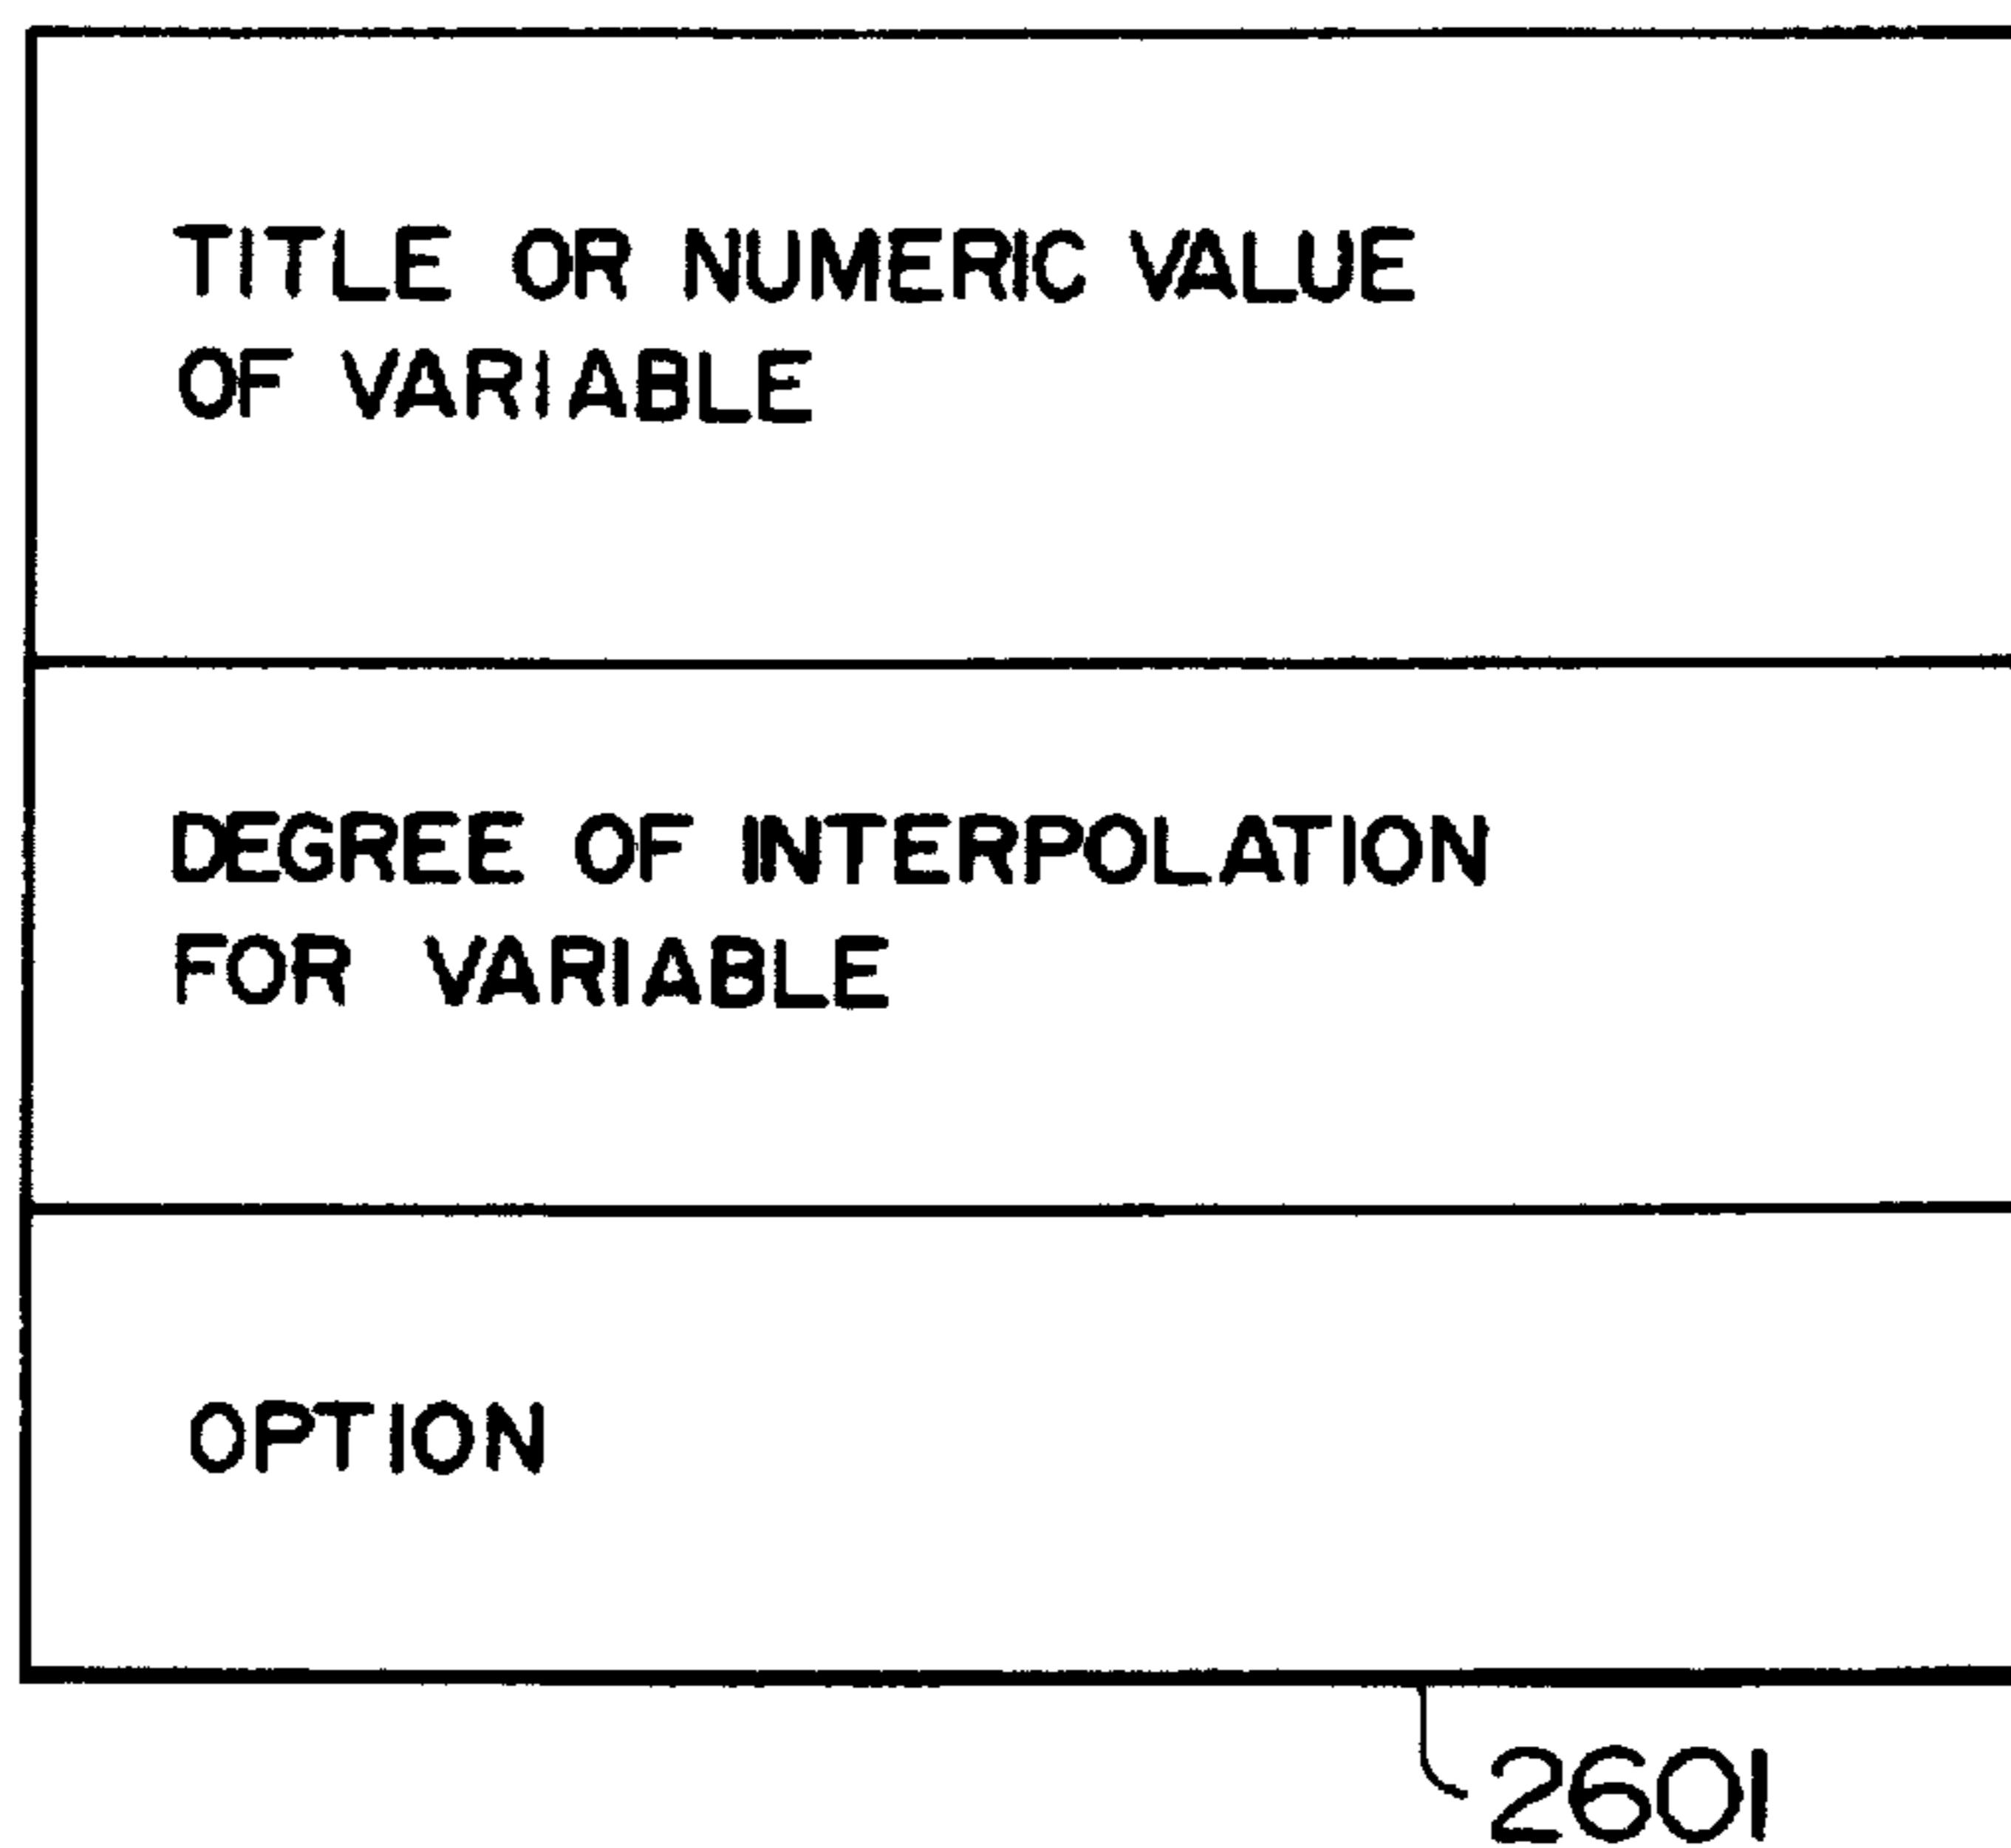 TITLE OR NUMERIC VALUE
OF VARIABLE
DEGREE OF INTERPOLATION
FOR VARIABLE
OPTION
2601